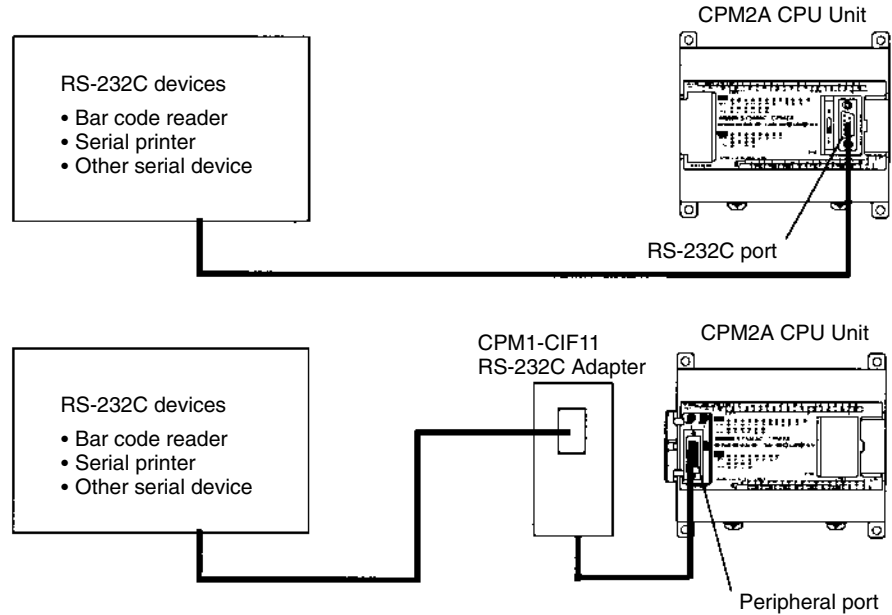 CPM2A CPU Unit
RS-232C devices
• Bar code reader
• Serial printer
• Other serial device
RS-232C port
CPM1-CIF11
RS-232C Adapter
CPM2A CPU Unit
RS-232C devices
• Bar code reader
• Serial printer
• Other serial device
Peripheral port